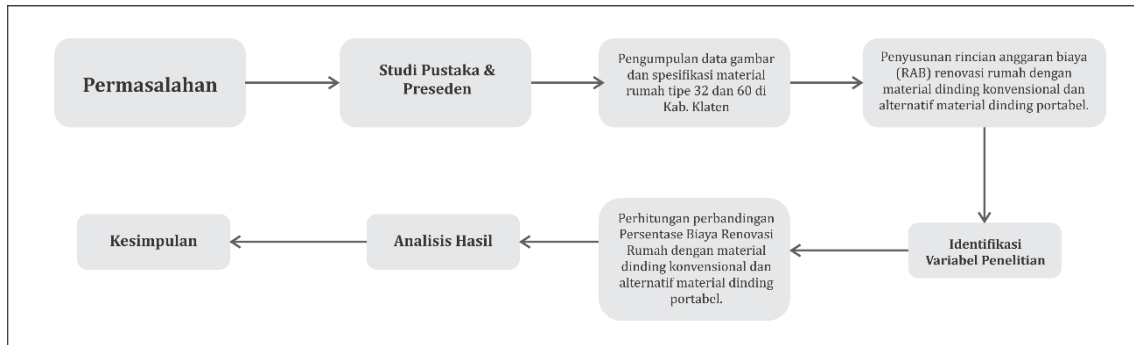 Permasalahan
Studi Pustaka &
Preseden
Pengumpulan data gambar
dan spesifikasi material
rumah tipe 32 dan 60 di
Kab. Klaten
Penyusunan rincian anggaran biaya
(RAB) renovasi rumah dengan
material dinding konvensional dan
alternatif material dinding portabel.
Identifikasi
Variabel Penelitian
Perhitungan perbandingan
Persentase Biaya Renovasi
Rumah dengan material
dinding konvensional dan
alternatif material dinding
portabel.
Analisis Hasil
Kesimpulan